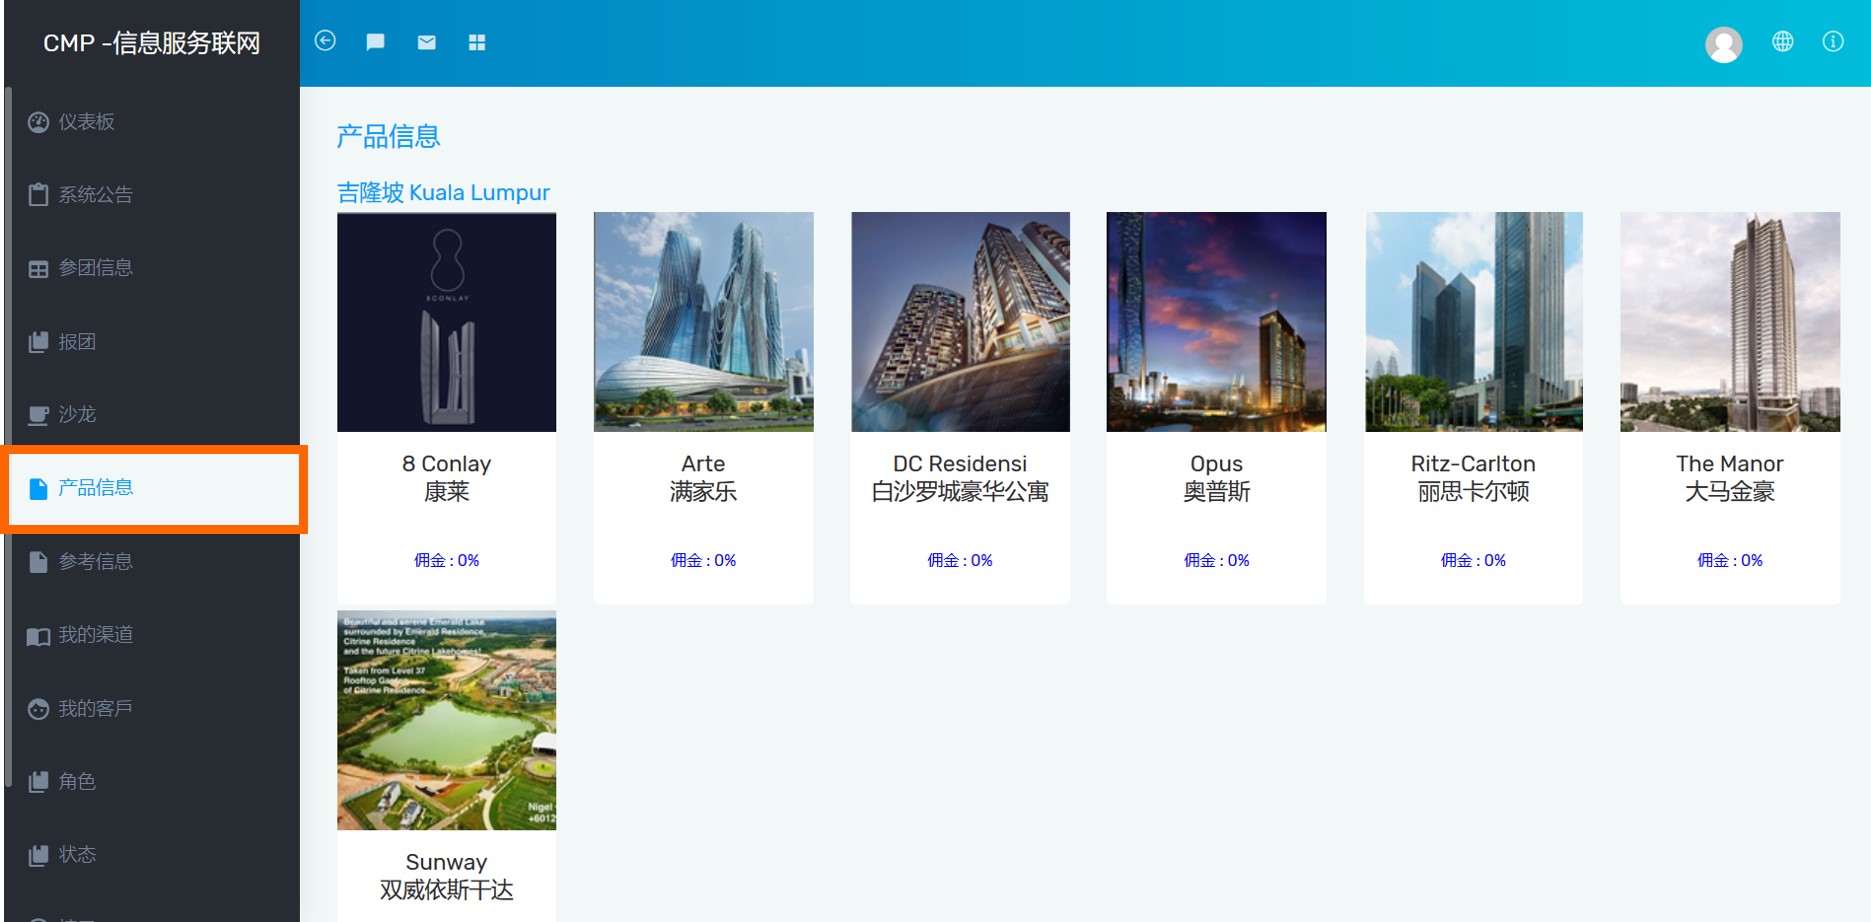 CMP -信息服务联网
仪表板
系统公告
参团信息
报团
沙龙
产品信息
参考信息
我的渠道
我的客戶
角色
状态
产品信息
吉隆坡 Kuala Lumpur
8CONLAY
8 Conlay
康莱
佣金 : 0%
Arte
满家乐
佣金 : 0%
DC Residensi
白沙罗城豪华公寓
佣金 : 0%
Opus
奥普斯
佣金 : 0%
Ritz-Carlton
丽思卡尔顿
佣金 : 0%
The Manor
大马金豪
佣金 : 0%
Beautiful and serene Emerald Lake
surrounded by Emerald Residence,
Citrine Residence
and the future Citrine Lakehomes!
Taken from Level 37
Rooftop Garden
of Citrine Residence
Nigel
+6012
Sunway
双威依斯干达